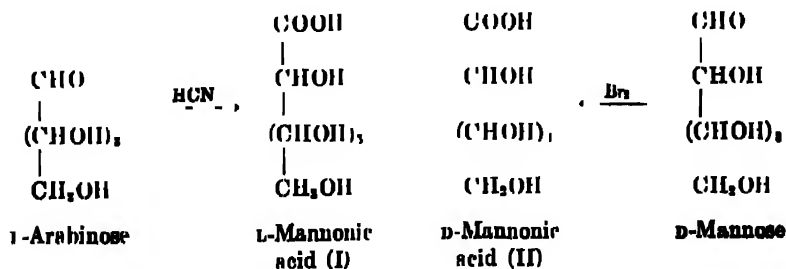 COOH COOH CHO
CHO HCN CHOH CHOH Br₂ CHOH
(CHOH)₃ (CHOH)₃ (CHOH) (CHOH)₃
CH₂OH CH₂OH CH₂OH CH₂OH
L-Arabinose L-Mannonic D-Mannonic D-Mannose
acid (I) acid (II)